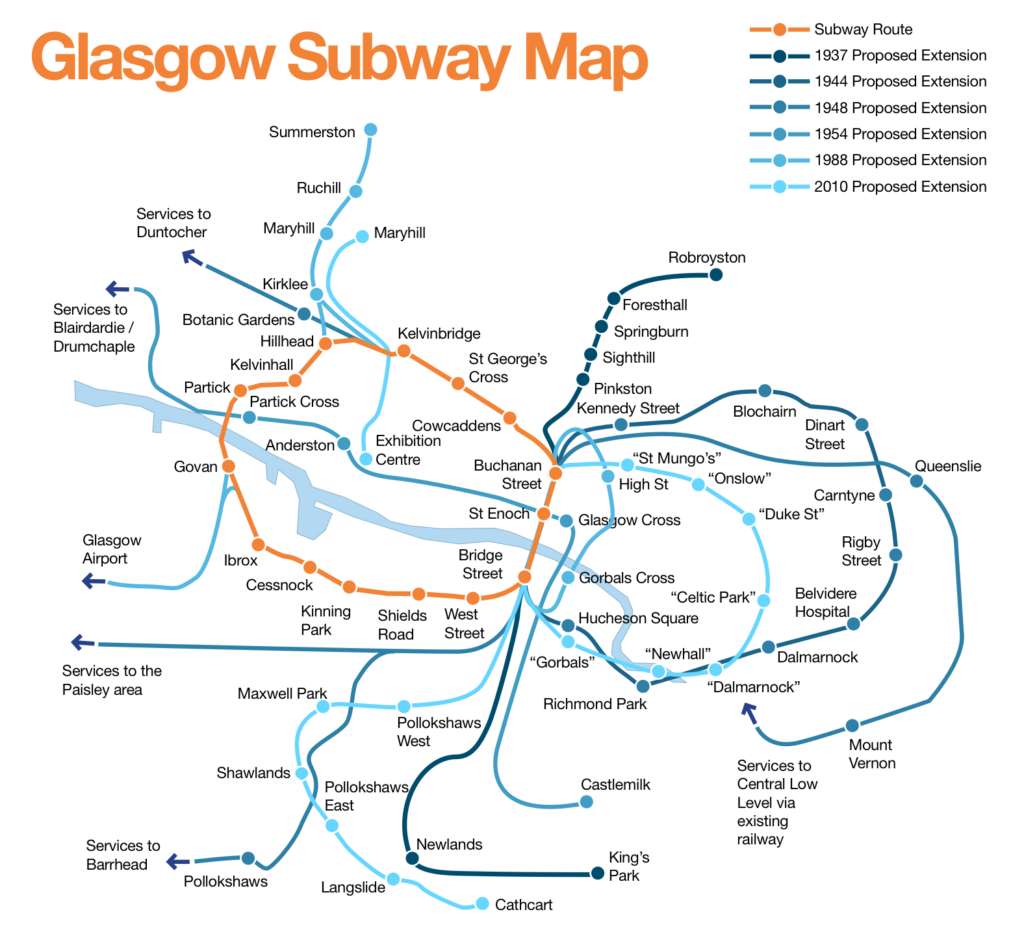 Glasgow Subway Map
Subway Route
1937 Proposed Extension
1944 Proposed Extension
1948 Proposed Extension
1954 Proposed Extension
1988 Proposed Extension
2010 Proposed Extension
Summerston
Ruchill
Services to
Duntocher
Maryhill
Maryhill
Robroyston
Kirklee
Services to
Blairdardie /
Drumchaple
Botanic Gardens
Foresthall
Springburn
Hillhead
Kelvinbridge
Sighthill
Kelvinhall
St George's
Cross
Pinkston
Partick
Partick Cross
Kennedy Street
Blochairn
Cowcaddens
Dinart
Street
Anderston
Exhibition
Centre
Buchanan
Street
"St Mungo's"
Govan
High St
"Onslow"
Queenslie
Carntyne
St Enoch
Glasgow Cross
"Duke St"
Glasgow
Airport
Ibrox
Bridge
Street
Rigby
Street
Cessnock
Gorbals Cross
Kinning
Park
Shields
Road
West
Street
Hucheson Square
"Celtic Park"
Belvidere
Hospital
Services to the
Paisley area
"Gorbals"
"Newhall"
Dalmarnock
Richmond Park
"Dalmarnock"
Maxwell Park
Pollokshaws
West
Mount
Vernon
Shawlands
Pollokshaws
East
Castlemilk
Services to
Central Low
Level via
existing
railway
Services to
Barrhead
Newlands
King's
Park
Pollokshaws
Langslide
Cathcart